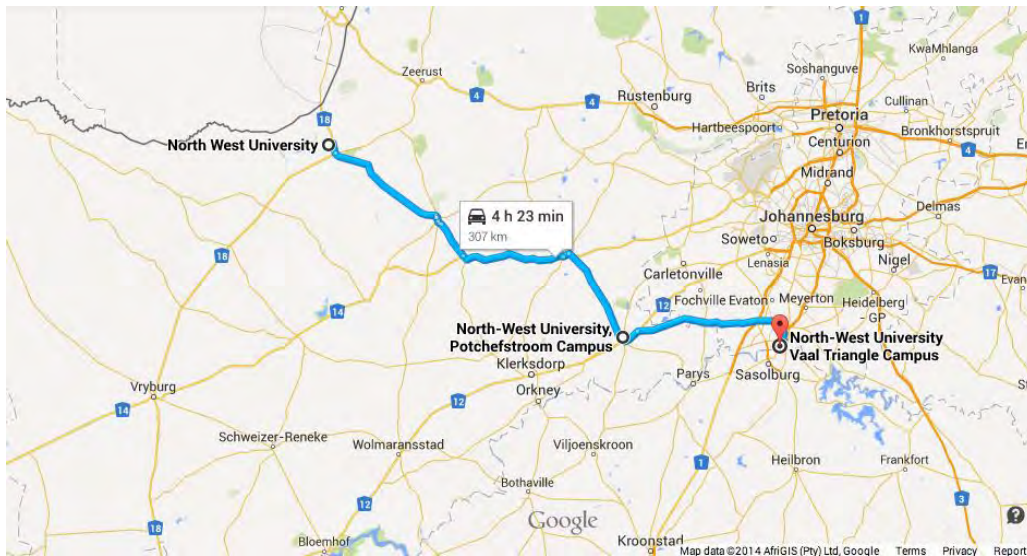 1
KwaMhlanga
Zeerust
Soshanguve
4
4
Rustenburg
Brits
Cullinan
18
Hartbeespoort
Pretoria
Bronkhorstspruit
North West University
Centurion
4
Midrand
4 h 23 min
307 km
Delmas
Johannesburg
Soweto
Boksburg
18
Lenasia
Nigel
Carletonville
17
12
Fochville
Evaton
Meyerton
Heidelberg
- GP
14
North-West University,
Potchefstroom Campus
North-West University
Vaal Triangle Campus
Klerksdorp
Parys
Sasolburg
Vryburg
Orkney
14
12
12
Schweizer-Reneke
Wolmaransstad
Viljoenskroon
1
Heilbron
Frankfort
Bothaville
3
18
Google
?
Bloemhof
Kroonstad
Map data ©2014 AfriGIS (Pty) Ltd, Google
Terms
Privacy